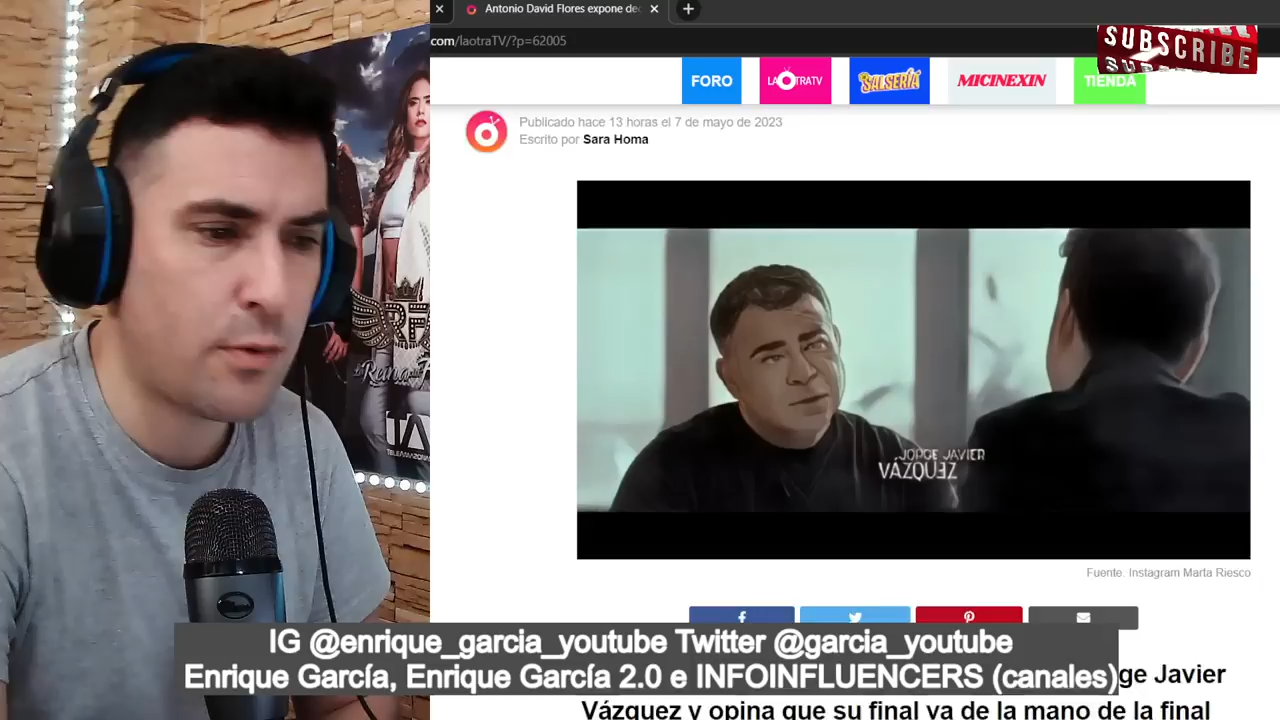 Antonio David Flores expone de
com/laotraTV/?p=62005
SUBSCRIBE
FORO
LAOTRATV
SALSERÍA
MICINEXIN
TIENDA
Publicado hace 13 horas el 7 de mayo de 2023
Escrito por Sara Homa
JORGE JAVIER
VÁZQUEZ
Fuente. Instagram Marta Riesco
IG @enrique_garcia_youtube Twitter @garcia_youtube
Enrique García, Enrique García 2.0 e INFOINFLUENCERS (canales)
ge Javier
Vázquez y opina que su final va de la mano de la final